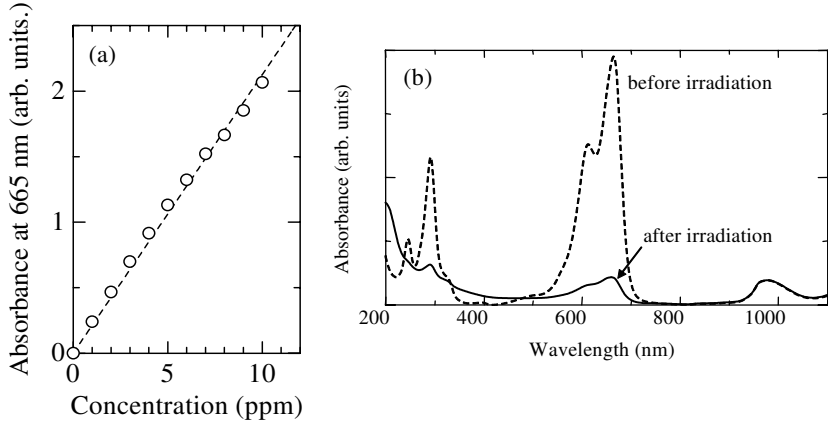 (a)
Absorbance at 665 nm (arb. units.)
2
1
0
0 5 10
Concentration (ppm)
(b)
before irradiation
after irradiation
Absorbance (arb. units)
200 400 600 800 1000
Wavelength (nm)